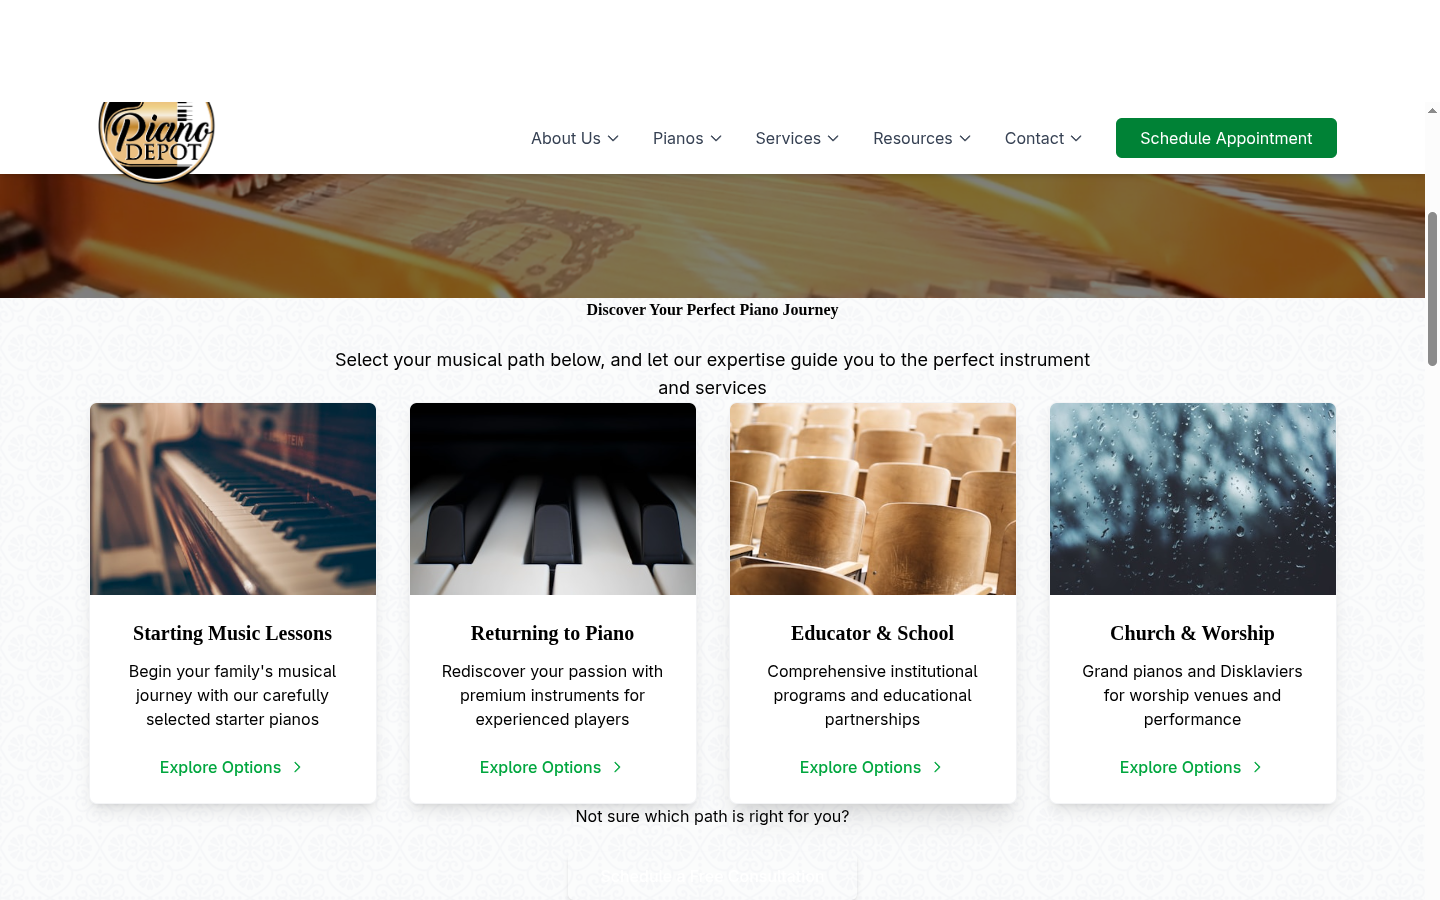 Piano
DEPOT
About Us
Pianos
Services
Resources
Contact
Schedule Appointment
Discover Your Perfect Piano Journey
Select your musical path below, and let our expertise guide you to the perfect instrument
and services
Starting Music Lessons
Begin your family's musical
journey with our carefully
selected starter pianos
Explore Options
Returning to Piano
Rediscover your passion with
premium instruments for
experienced players
Explore Options
Educator & School
Comprehensive institutional
programs and educational
partnerships
Explore Options
Church & Worship
Grand pianos and Disklaviers
for worship venues and
performance
Explore Options
Not sure which path is right for you?